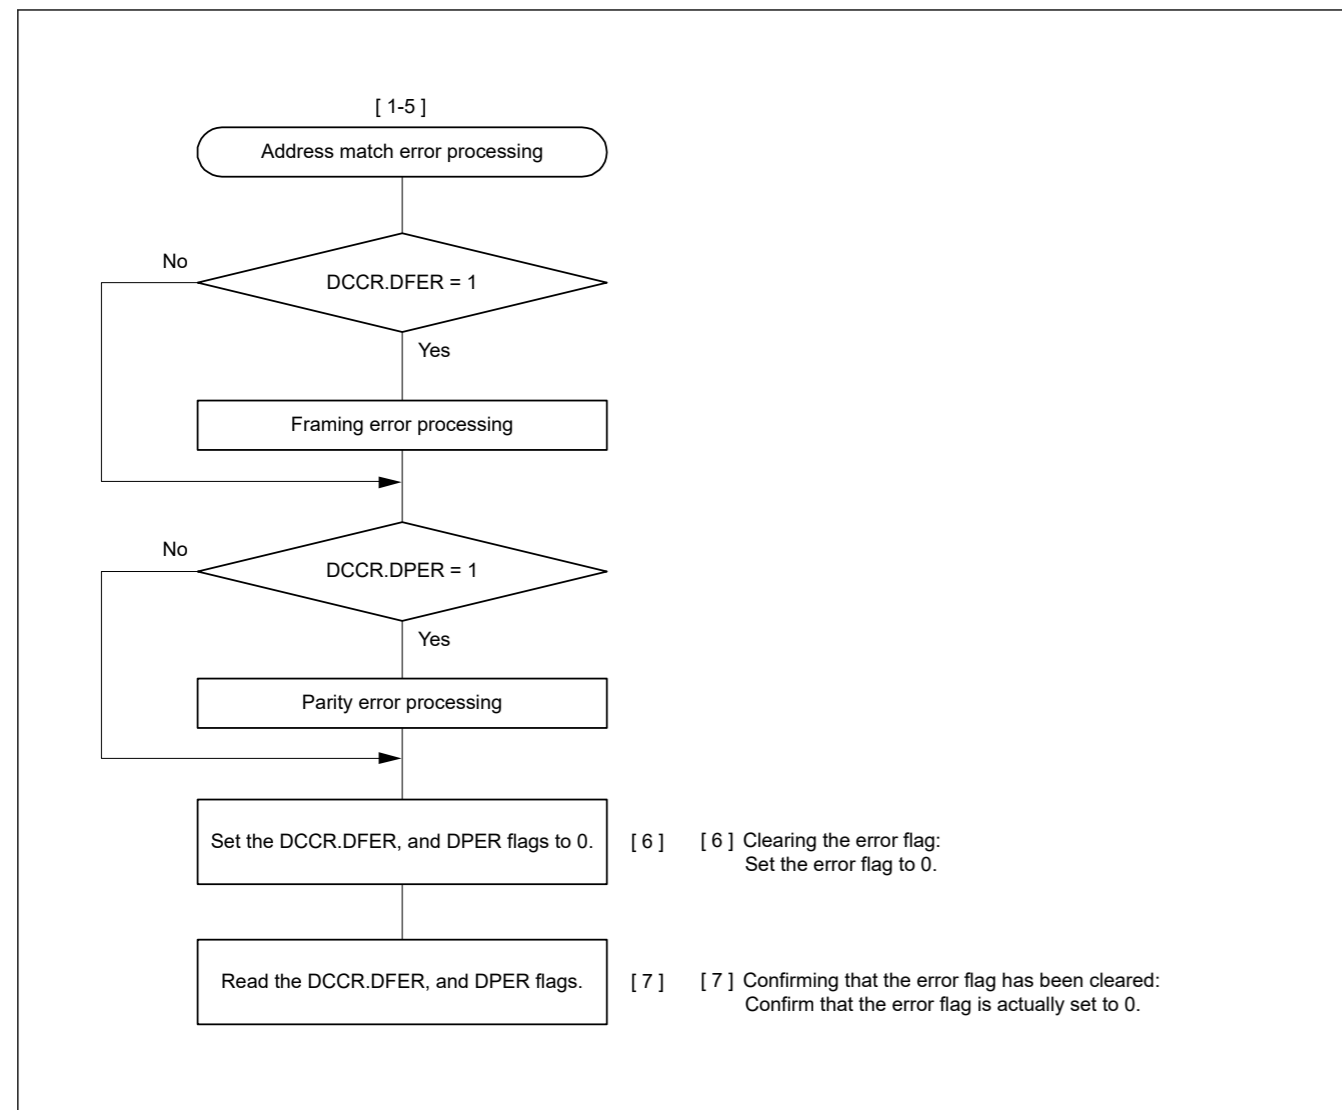 [ 1-5 ]
Address match error processing
No
DCCR.DFER = 1
Yes
Framing error processing
No
DCCR.DPER = 1
Yes
Parity error processing
Set the DCCR.DFER, and DPER flags to 0.
[ 6 ]
[ 6 ] Clearing the error flag:
Set the error flag to 0.
Read the DCCR.DFER, and DPER flags.
[ 7 ]
[ 7 ] Confirming that the error flag has been cleared:
Confirm that the error flag is actually set to 0.